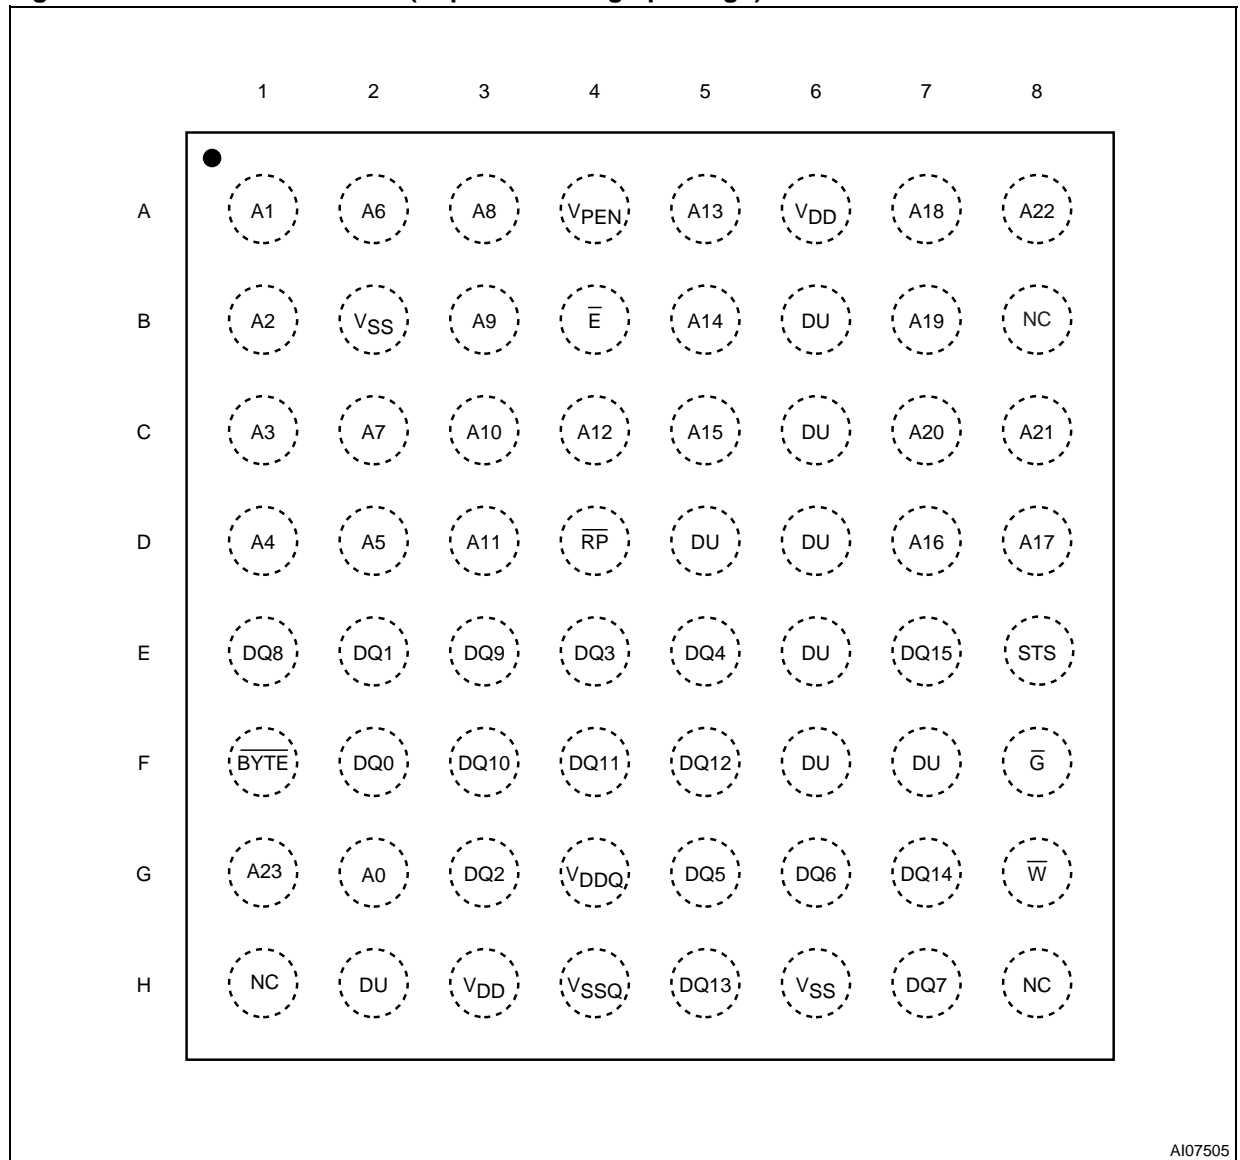 1 2 3 4 5 6 7 8
A A1 A6 A8 VPEN A13 VDD A18 A22
B A2 VSS A9 E̅ A14 DU A19 NC
C A3 A7 A10 A12 A15 DU A20 A21
D A4 A5 A11 R̅P̅ DU DU A16 A17
E DQ8 DQ1 DQ9 DQ3 DQ4 DU DQ15 STS
F B̅Y̅T̅E̅ DQ0 DQ10 DQ11 DQ12 DU DU G̅
G A23 A0 DQ2 VDDQ DQ5 DQ6 DQ14 W̅
H NC DU VDD VSSQ DQ13 VSS DQ7 NC
AI07505